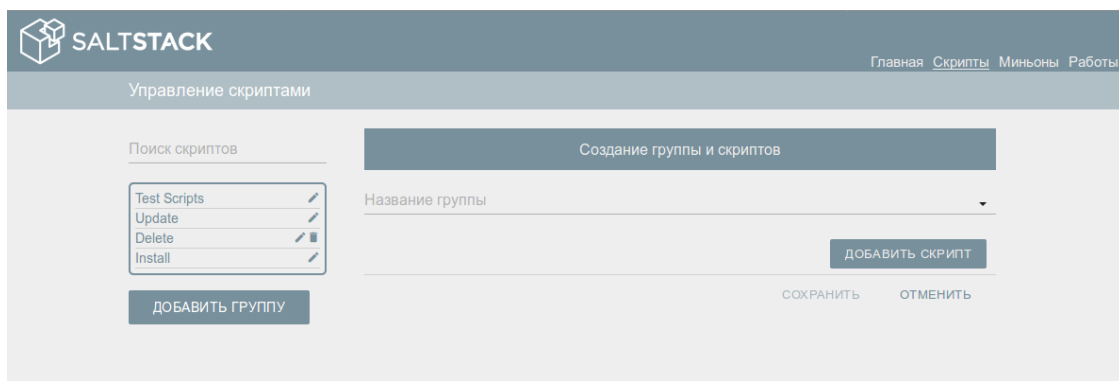 SALTSTACK
Главная Скрипты Миньоны Работы
Управление скриптами
Поиск скриптов
Test Scripts
Update
Delete
Install
ДОБАВИТЬ ГРУППУ
Создание группы и скриптов
Название группы
ДОБАВИТЬ СКРИПТ
СОХРАНИТЬ ОТМЕНИТЬ